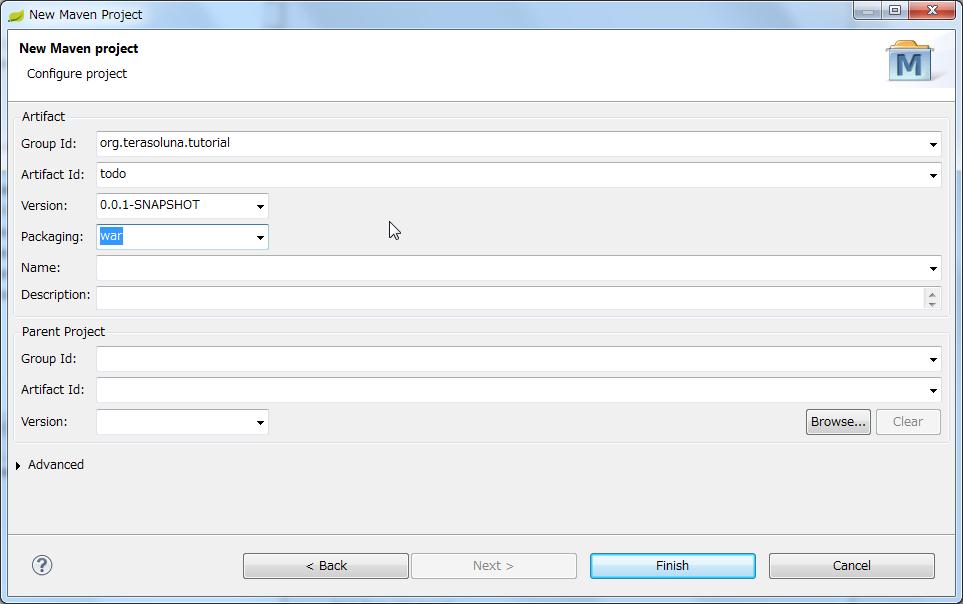 New Maven Project
New Maven project
Configure project
M
Artifact
Group Id: org.terasoluna.tutorial
Artifact Id: todo
Version: 0.0.1-SNAPSHOT
Packaging: war
Name:
Description:
Parent Project
Group Id:
Artifact Id:
Version: Browse... Clear
Advanced
? < Back Next > Finish Cancel